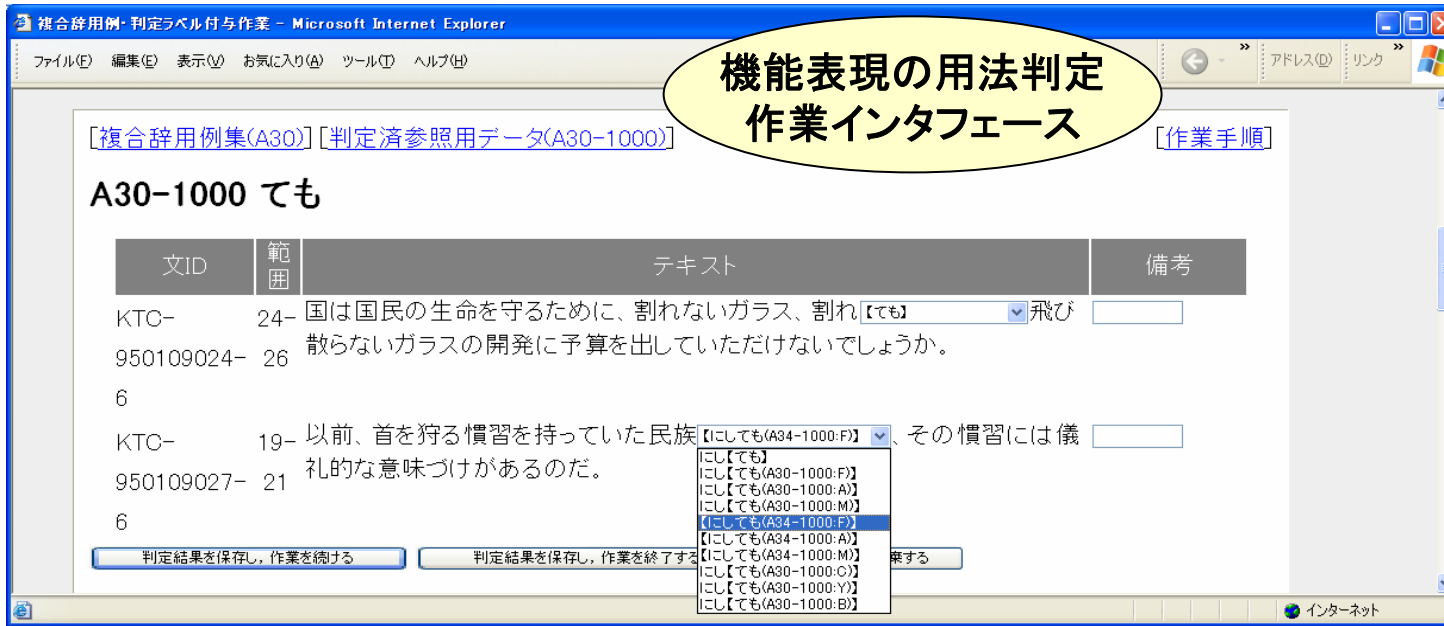 複合辞用例・判定ラベル付与作業 - Microsoft Internet Explorer
ファイル(F) 編集(E) 表示(V) お気に入り(A) ツール(T) ヘルプ(H)
アドレス(D) リンク
機能表現の用法判定
作業インタフェース
[複合辞用例集(A30)] [判定済参照用データ(A30-1000)]
[作業手順]
A30-1000 ても
文ID 範囲 テキスト 備考
KTC-950109024-6 24-26 国は国民の生命を守るために、割れないガラス、割れ【ても】飛び
散らないガラスの開発に予算を出していただけないでしょうか。
KTC-950109027-6 19-21 以前、首を狩る慣習を持っていた民族【にしても(A34-1000:F)】、その慣習には儀
礼的な意味づけがあるのだ。
にし【ても】
にし【ても(A30-1000:F)】
にし【ても(A30-1000:A)】
にし【ても(A30-1000:M)】
【にしても(A34-1000:F)】
【にしても(A34-1000:A)】
【にしても(A34-1000:M)】
にし【ても(A30-1000:C)】
にし【ても(A30-1000:Y)】
にし【ても(A30-1000:B)】
判定結果を保存し,作業を続ける
判定結果を保存し,作業を終了する
棄する
インターネット